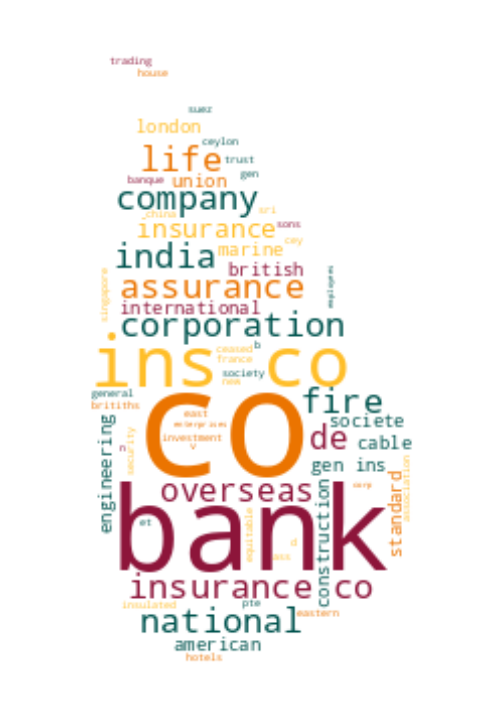 trading
house
suez
london
ceylon
life
trust
gen
banque
union
company
china
sri
insurance
sons
cey
india
marine
british
singapore
employees
assurance
international
corporation
b
ceased
france
ins co
society
new
general
britiths
co
fire
east
enterprises
societe
de
cable
investment
v
n
security
engineering
gen ins
corp
standard
association
overseas
construction
bank
et
equitable
d
ass
insurance co
insulated
pte
eastern
national
american
hotels